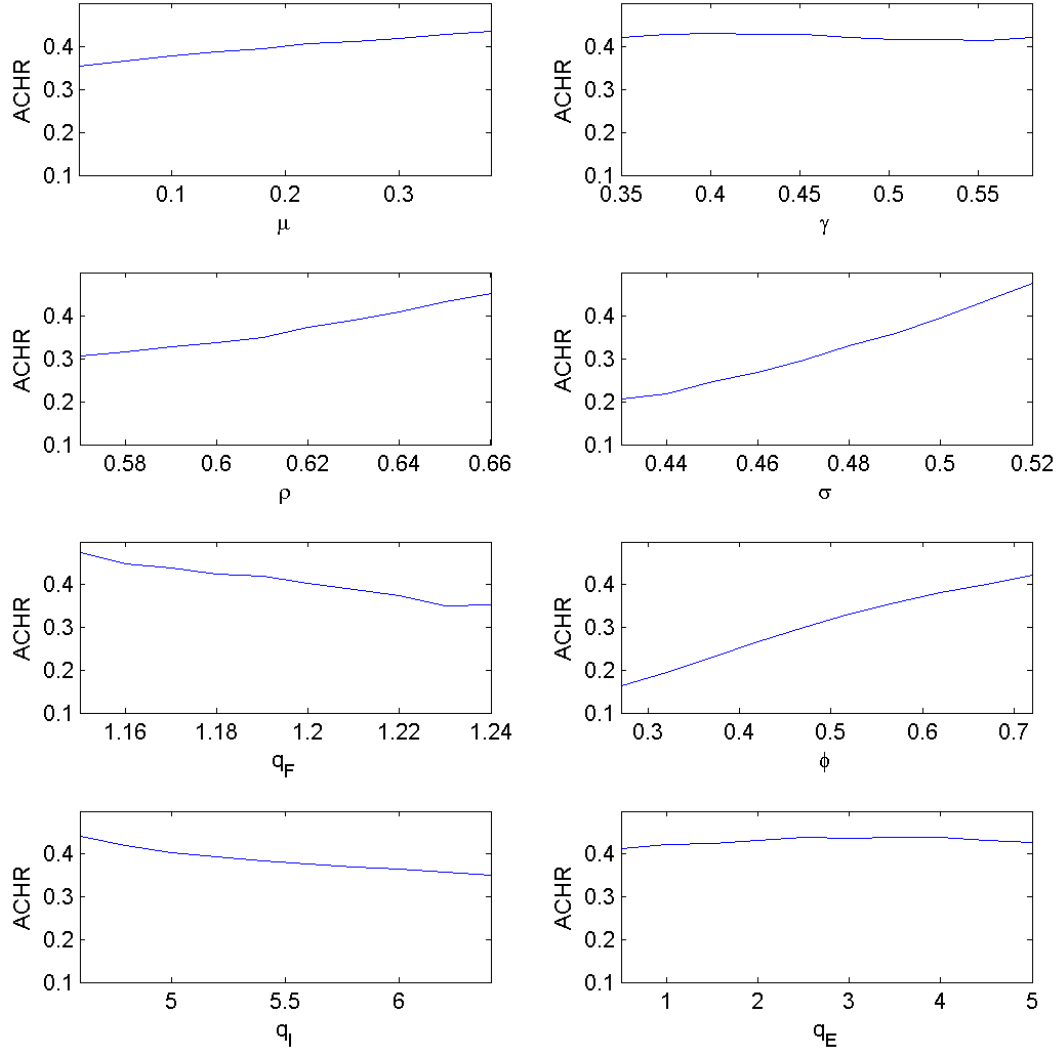 ACHR
0.4
0.3
0.2
0.1
0.1 0.2 0.3
μ
ACHR
0.4
0.3
0.2
0.1
0.35 0.4 0.45 0.5 0.55
γ
ACHR
0.4
0.3
0.2
0.1
0.58 0.6 0.62 0.64 0.66
ρ
ACHR
0.4
0.3
0.2
0.1
0.44 0.46 0.48 0.5 0.52
σ
ACHR
0.4
0.3
0.2
0.1
1.16 1.18 1.2 1.22 1.24
q_F
ACHR
0.4
0.3
0.2
0.1
0.3 0.4 0.5 0.6 0.7
ϕ
ACHR
0.4
0.3
0.2
0.1
5 5.5 6
q_I
ACHR
0.4
0.3
0.2
0.1
1 2 3 4 5
q_E